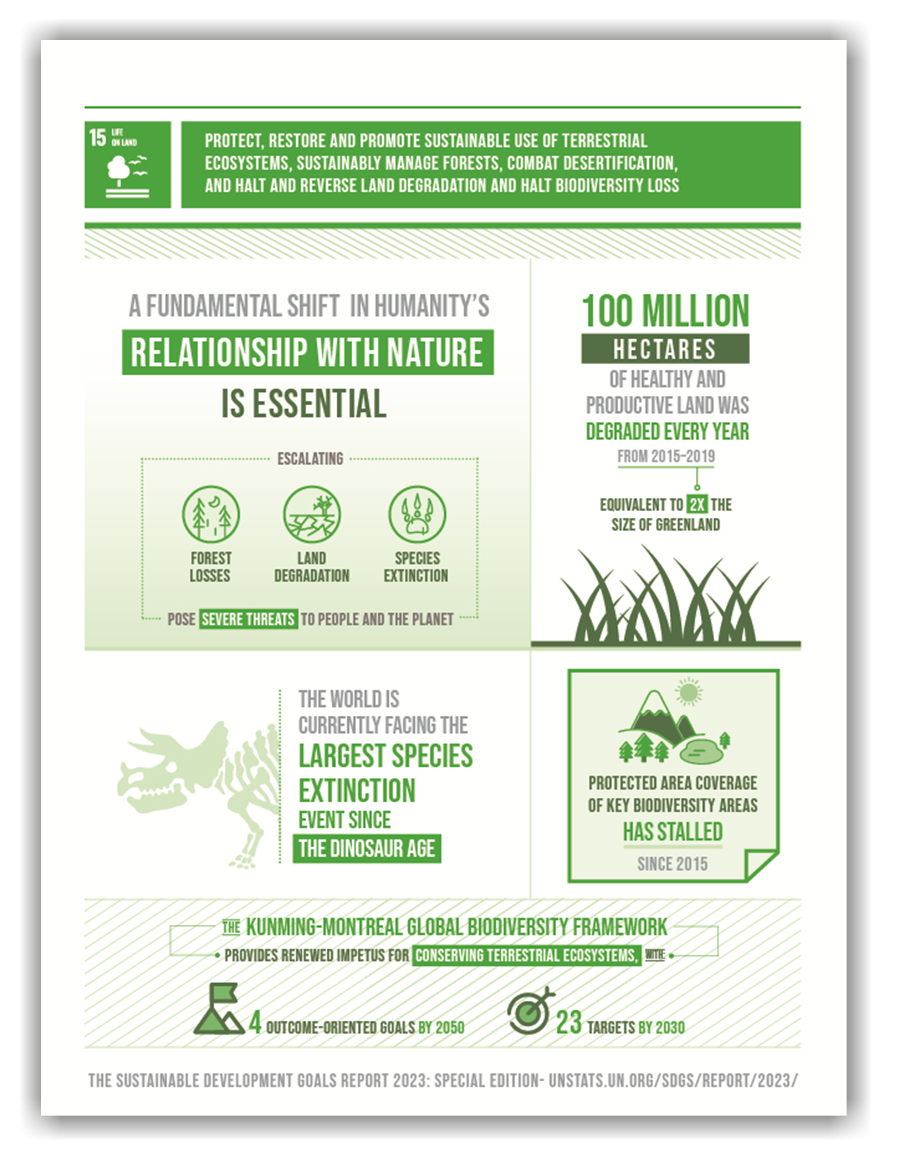 15 LIFE
ON LAND
PROTECT, RESTORE AND PROMOTE SUSTAINABLE USE OF TERRESTRIAL
ECOSYSTEMS, SUSTAINABLY MANAGE FORESTS, COMBAT DESERTIFICATION,
AND HALT AND REVERSE LAND DEGRADATION AND HALT BIODIVERSITY LOSS
A FUNDAMENTAL SHIFT IN HUMANITY'S
RELATIONSHIP WITH NATURE
IS ESSENTIAL
ESCALATING
FOREST
LOSSES
LAND
DEGRADATION
SPECIES
EXTINCTION
POSE SEVERE THREATS TO PEOPLE AND THE PLANET
100 MILLION
HECTARES
OF HEALTHY AND
PRODUCTIVE LAND WAS
DEGRADED EVERY YEAR
FROM 2015–2019
EQUIVALENT TO 2X THE
SIZE OF GREENLAND
THE WORLD IS
CURRENTLY FACING THE
LARGEST SPECIES
EXTINCTION
EVENT SINCE
THE DINOSAUR AGE
PROTECTED AREA COVERAGE
OF KEY BIODIVERSITY AREAS
HAS STALLED
SINCE 2015
THE KUNMING-MONTREAL GLOBAL BIODIVERSITY FRAMEWORK
PROVIDES RENEWED IMPETUS FOR CONSERVING TERRESTRIAL ECOSYSTEMS, WITH:
4 OUTCOME-ORIENTED GOALS BY 2050
23 TARGETS BY 2030
THE SUSTAINABLE DEVELOPMENT GOALS REPORT 2023: SPECIAL EDITION- UNSTATS.UN.ORG/SDGS/REPORT/2023/